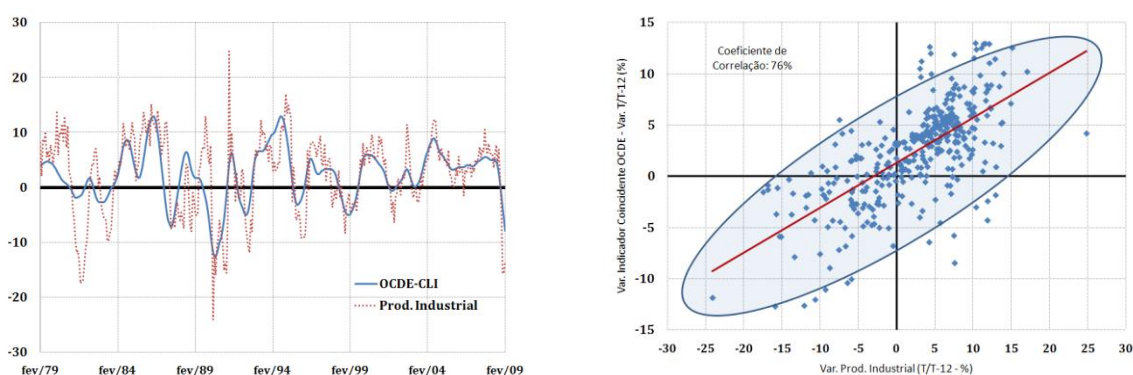 30
20
10
0
-10
-20
-30
OCDE-CLI
Prod. Industrial
fev/79 fev/84 fev/89 fev/94 fev/99 fev/04 fev/09
Coeficiente de
Correlação: 76%
Var. Indicador Coincidente OCDE - Var. T/T-12 (%)
15
10
5
0
-5
-10
-15
-30 -25 -20 -15 -10 -5 0 5 10 15 20 25 30
Var. Prod. Industrial (T/T-12 - %)